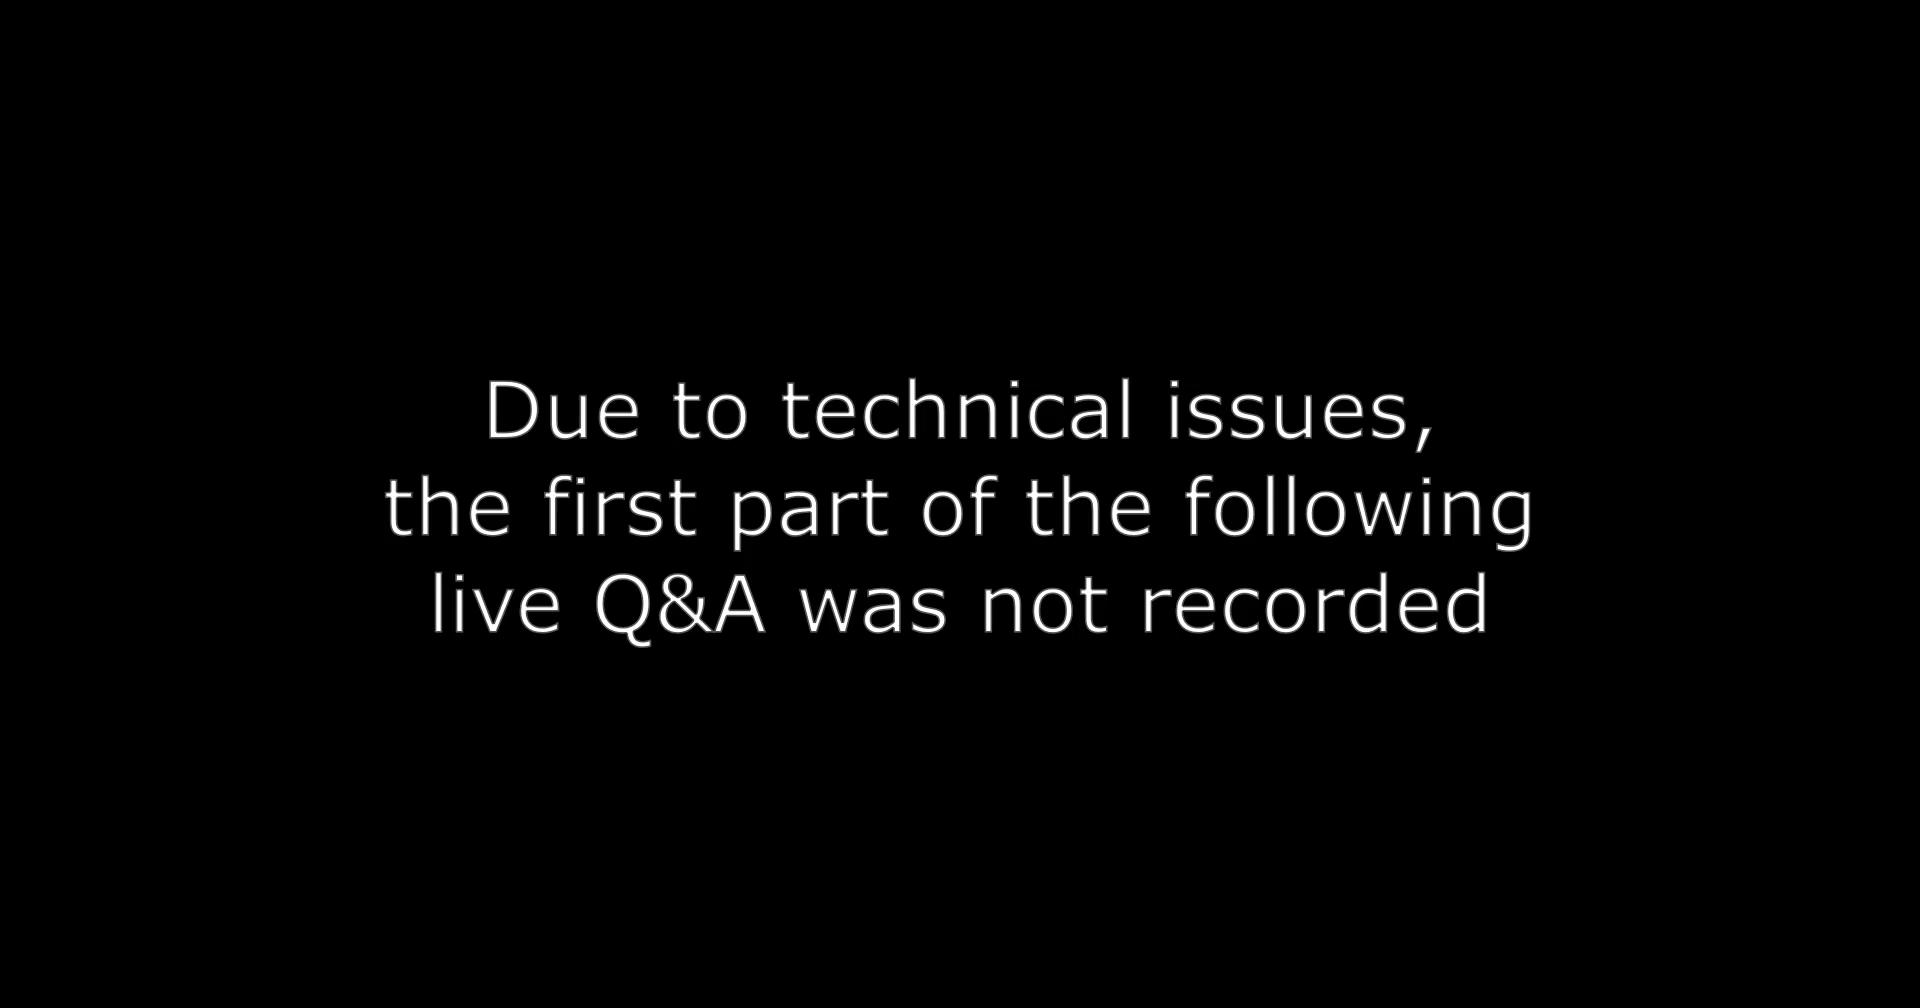 Due to technical issues,
the first part of the following
live Q&A was not recorded